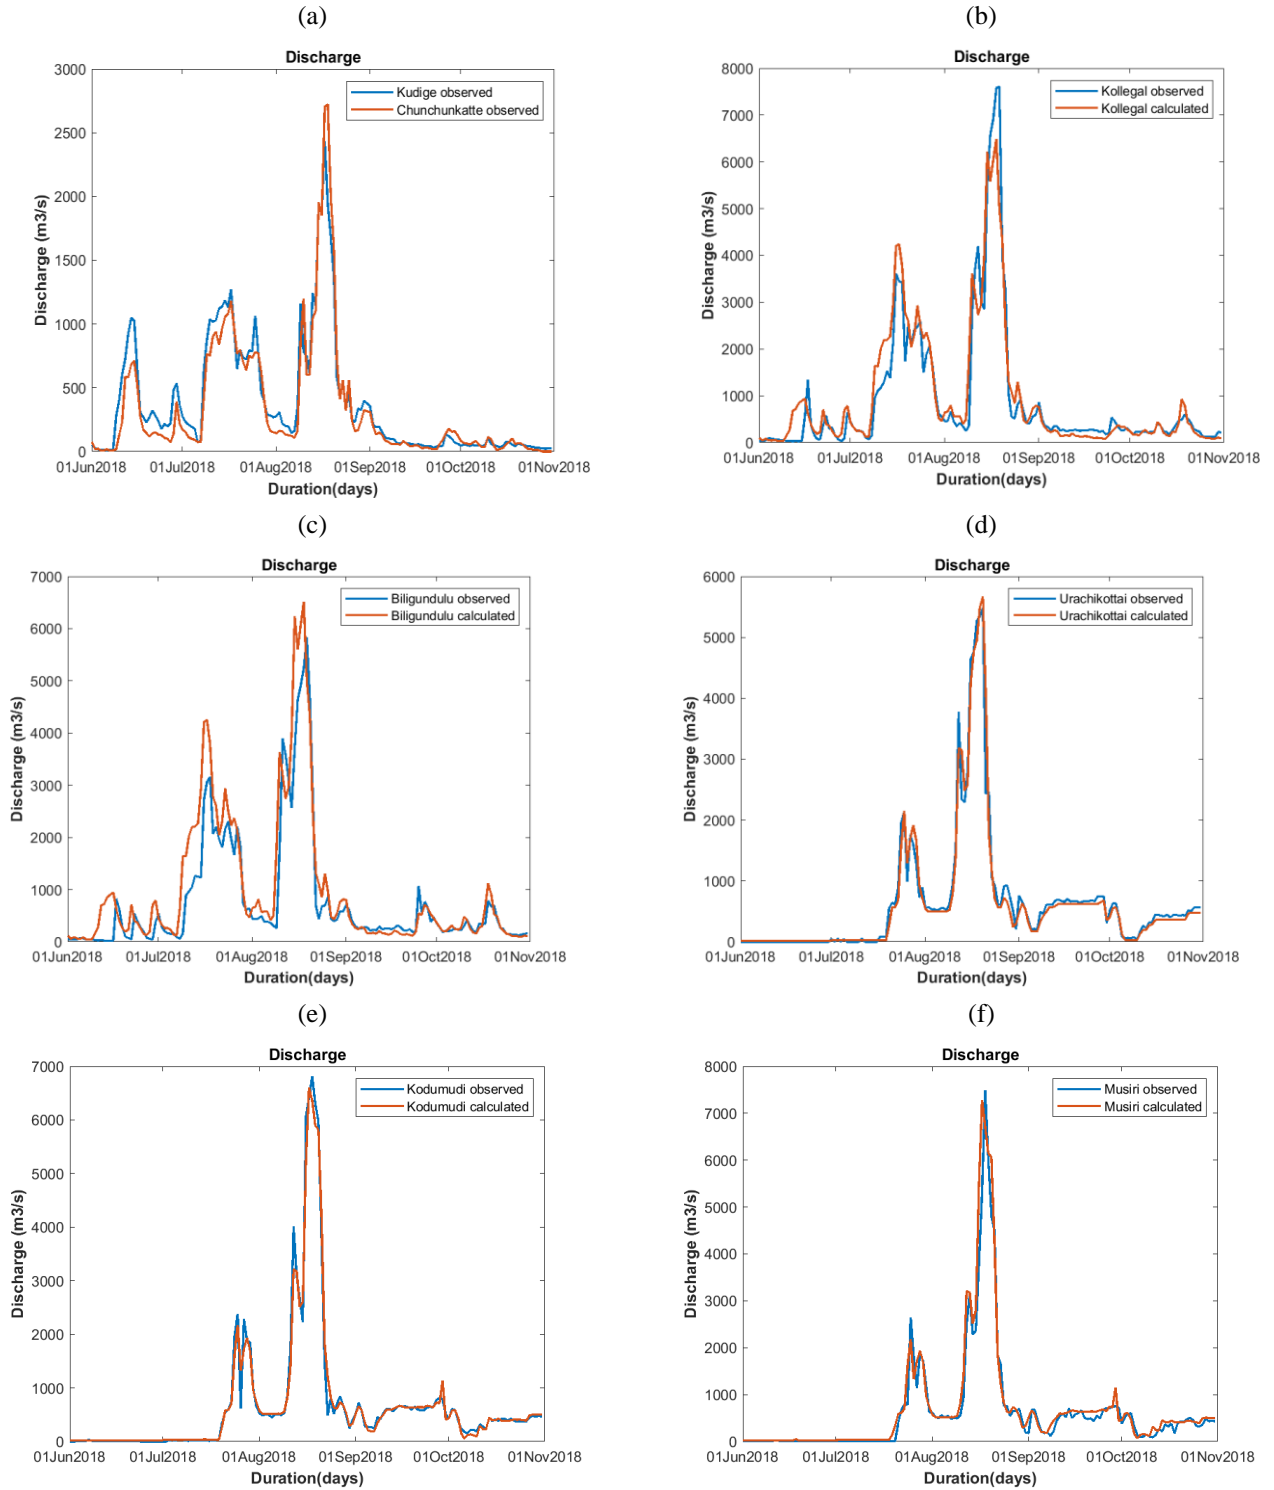 (a)
Discharge
3000
2500
2000
1500
1000
500
0
Discharge (m3/s)
Kudige observed
Chunchunkatte observed
01Jun2018 01Jul2018 01Aug2018 01Sep2018 01Oct2018 01Nov2018
Duration(days)
(b)
Discharge
8000
7000
6000
5000
4000
3000
2000
1000
0
Discharge (m3/s)
Kollegal observed
Kollegal calculated
01Jun2018 01Jul2018 01Aug2018 01Sep2018 01Oct2018 01Nov2018
Duration(days)
(c)
Discharge
7000
6000
5000
4000
3000
2000
1000
0
Discharge (m3/s)
Biligundulu observed
Biligundulu calculated
01Jun2018 01Jul2018 01Aug2018 01Sep2018 01Oct2018 01Nov2018
Duration(days)
(d)
Discharge
6000
5000
4000
3000
2000
1000
0
Discharge (m3/s)
Urachikottai observed
Urachikottai calculated
01Jun2018 01Jul2018 01Aug2018 01Sep2018 01Oct2018 01Nov2018
Duration(days)
(e)
Discharge
7000
6000
5000
4000
3000
2000
1000
0
Discharge (m3/s)
Kodumudi observed
Kodumudi calculated
01Jun2018 01Jul2018 01Aug2018 01Sep2018 01Oct2018 01Nov2018
Duration(days)
(f)
Discharge
8000
7000
6000
5000
4000
3000
2000
1000
0
Discharge (m3/s)
Musiri observed
Musiri calculated
01Jun2018 01Jul2018 01Aug2018 01Sep2018 01Oct2018 01Nov2018
Duration(days)